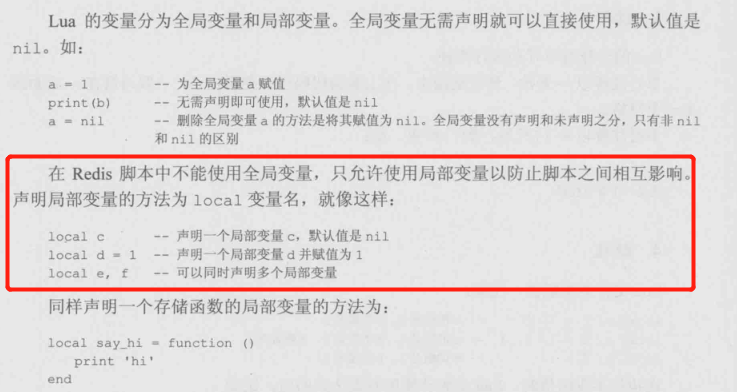 Lua 的变量分为全局变量和局部变量。全局变量无需声明就可以直接使用，默认值是
nil。如：
a = 1 -- 为全局变量 a 赋值
print(b) -- 无需声明即可使用，默认值是 nil
a = nil -- 删除全局变量 a 的方法是将其赋值为 nil。全局变量没有声明和未声明之分，只有非 nil
和 nil 的区别
在 Redis 脚本中不能使用全局变量，只允许使用局部变量以防止脚本之间相互影响。
声明局部变量的方法为 local 变量名，就像这样：
local c -- 声明一个局部变量 c，默认值是 nil
local d = 1 -- 声明一个局部变量 d 并赋值为 1
local e, f -- 可以同时声明多个局部变量
同样声明一个存储函数的局部变量的方法为：
local say_hi = function ()
print 'hi'
end